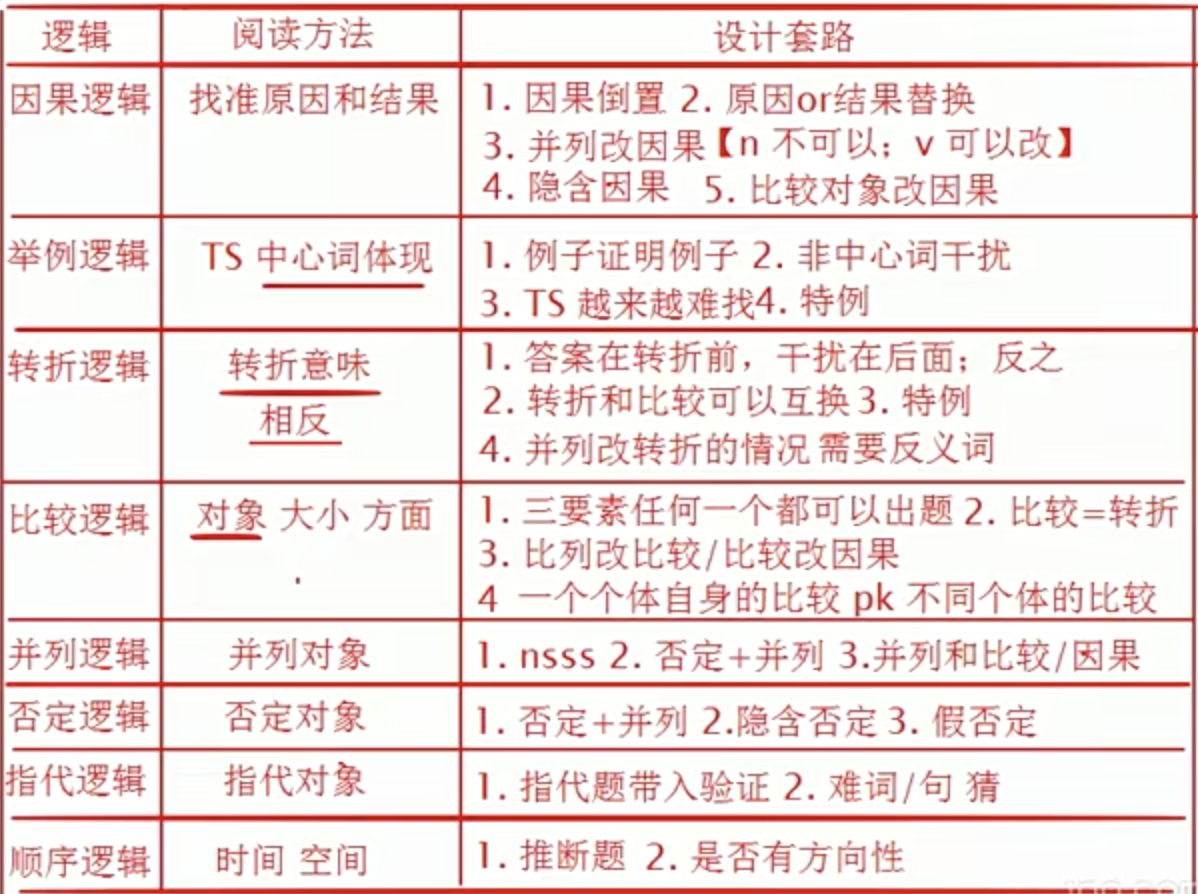 逻辑 阅读方法 设计套路
因果逻辑 找准原因和结果 1. 因果倒置 2. 原因or结果替换
3. 并列改因果【n 不可以；v 可以改】
4. 隐含因果 5. 比较对象改因果
举例逻辑 TS 中心词体现 1. 例子证明例子 2. 非中心词干扰
3. TS 越来越难找4. 特例
转折逻辑 转折意味 1. 答案在转折前，干扰在后面；反之
相反 2. 转折和比较可以互换 3. 特例
4. 并列改转折的情况 需要反义词
比较逻辑 对象 大小 方面 1. 三要素任何一个都可以出题 2. 比较=转折
3. 比列改比较/比较改因果
4 一个个体自身的比较 pk 不同个体的比较
并列逻辑 并列对象 1. nsss 2. 否定+并列 3.并列和比较/因果
否定逻辑 否定对象 1. 否定+并列 2.隐含否定 3. 假否定
指代逻辑 指代对象 1. 指代题带入验证 2. 难词/句 猜
顺序逻辑 时间 空间 1. 推断题 2. 是否有方向性